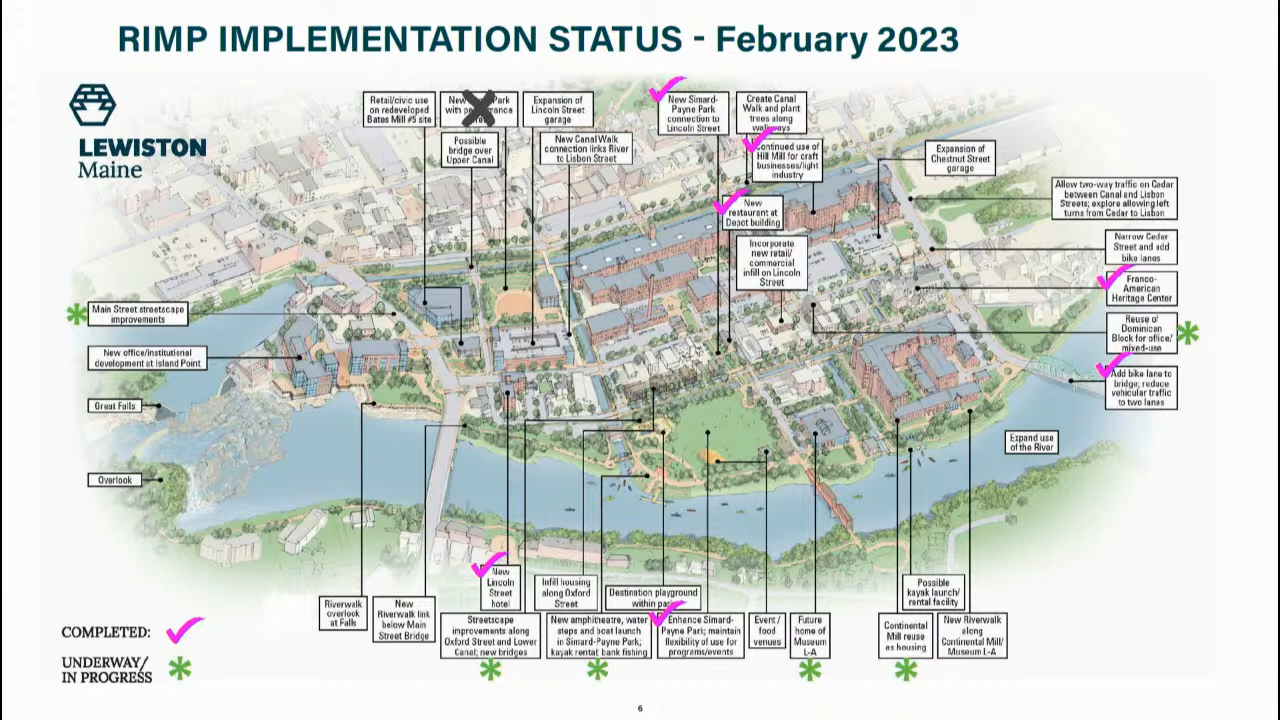 RIMP IMPLEMENTATION STATUS - February 2023
LEWISTON
Maine
Retail/civic use
on redeveloped
Bates Mill #5 site
New Park
with performance
Expansion of
Lincoln Street
garage
New Simard-
Payne Park
connection to
Lincoln Street
Create Canal
Walk and plant
trees along
walkways
Possible
bridge over
Upper Canal
New Canal Walk
connection links River
to Lisbon Street
Continued use of
Hill Mill for craft
businesses/light
industry
Expansion of
Chestnut Street
garage
Allow two-way traffic on Cedar
between Canal and Lisbon
Streets; explore allowing left
turns from Cedar to Lisbon
New
restaurant at
Depot building
Incorporate
new retail/
commercial
infill on Lincoln
Street
Narrow Cedar
Street and add
bike lanes
Franco-
American
Heritage Center
Main Street streetscape
improvements
Reuse of
Dominican
Block for office/
mixed-use
New office/institutional
development at Island Point
Add bike lane to
bridge; reduce
vehicular traffic
to two lanes
Great Falls
Expand use
of the River
Overlook
New
Lincoln
Street
hotel
Infill housing
along Oxford
Street
Destination playground
within park
Possible
kayak launch/
rental facility
Riverwalk
overlook
at Falls
New
Riverwalk link
below Main
Street Bridge
Streetscape
improvements along
Oxford Street and Lower
Canal; new bridges
New amphitheatre, water
steps and boat launch
in Simard-Payne Park;
kayak rental; bank fishing
Enhance Simard-
Payne Park; maintain
flexibility of use for
programs/events
Event/
food
venues
Future
home of
Museum
L-A
Continental
Mill reuse
as housing
New Riverwalk
along
Continental Mill/
Museum L-A
COMPLETED:
UNDERWAY/
IN PROGRESS
6